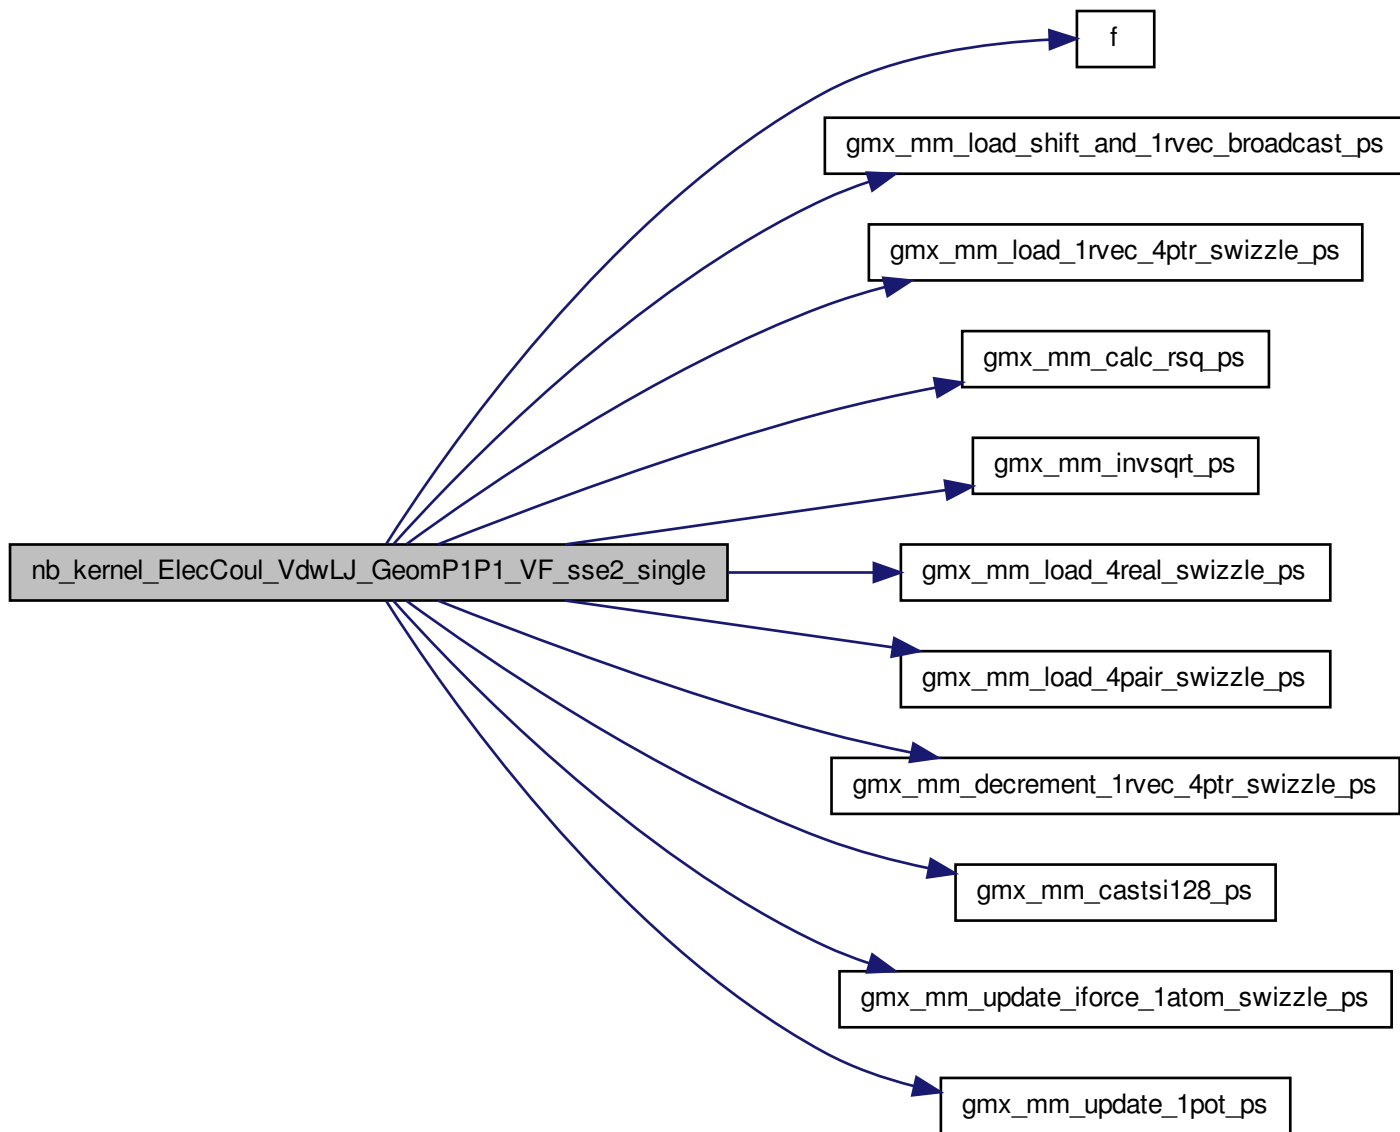 f
gmx_mm_load_shift_and_1rvec_broadcast_ps
gmx_mm_load_1rvec_4ptr_swizzle_ps
gmx_mm_calc_rsq_ps
gmx_mm_invsqrt_ps
nb_kernel_ElecCoul_VdwLJ_GeomP1P1_VF_sse2_single
gmx_mm_load_4real_swizzle_ps
gmx_mm_load_4pair_swizzle_ps
gmx_mm_decrement_1rvec_4ptr_swizzle_ps
gmx_mm_castsi128_ps
gmx_mm_update_iforce_1atom_swizzle_ps
gmx_mm_update_1pot_ps